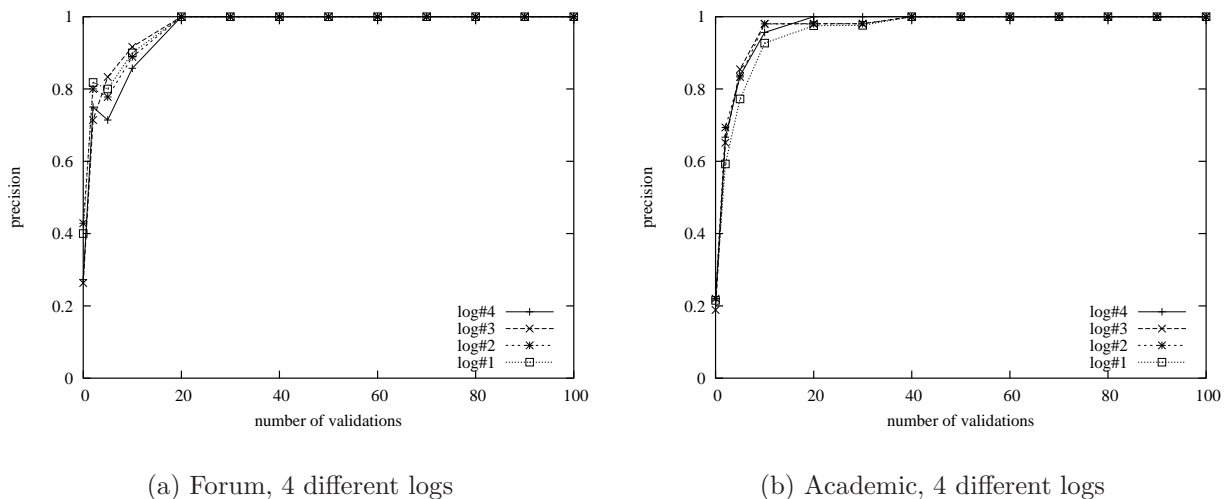 1
0.8
0.6
0.4
0.2
0
precision
0 20 40 60 80 100
number of validations
log#4
log#3
log#2
log#1
(a) Forum, 4 different logs
1
0.8
0.6
0.4
0.2
0
precision
0 20 40 60 80 100
number of validations
log#4
log#3
log#2
log#1
(b) Academic, 4 different logs